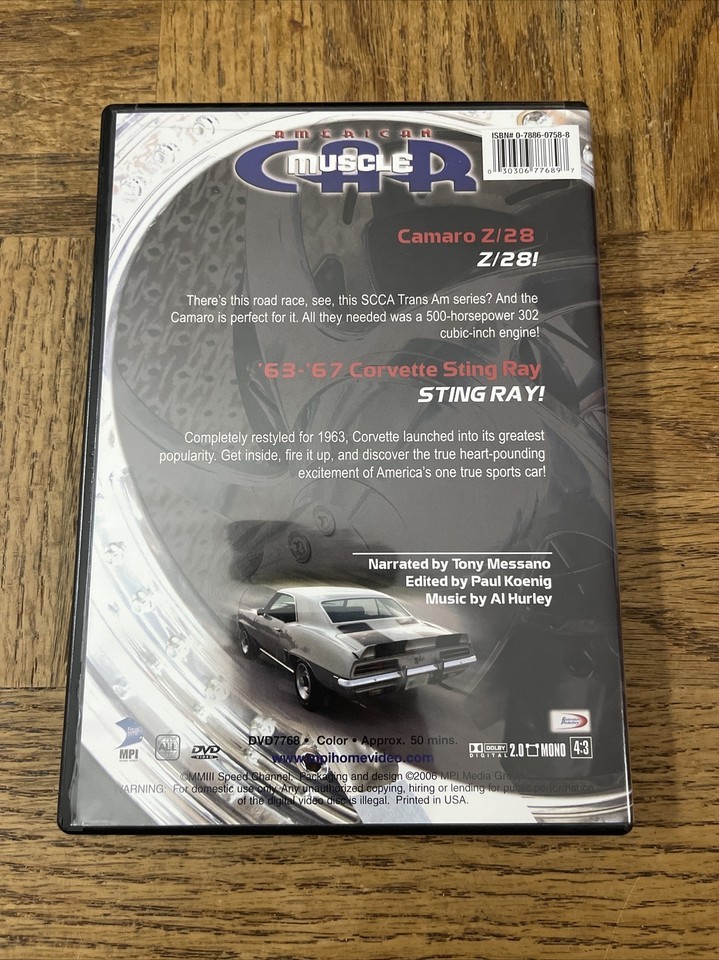 AMERICAN
MUSCLE
CAR
ISBN# 0-7886-0758-8
0 30306 77689 7
Camaro Z/28
Z/28!
There's this road race, see, this SCCA Trans Am series? And the
Camaro is perfect for it. All they needed was a 500-horsepower 302
cubic-inch engine!
'63-'67 Corvette Sting Ray
STING RAY!
Completely restyled for 1963, Corvette launched into its greatest
popularity. Get inside, fire it up, and discover the true heart-pounding
excitement of America's one true sports car!
Narrated by Tony Messano
Edited by Paul Koenig
Music by Al Hurley
MPI
ALL
DVD
VIDEO
DVD7768 • Color • Approx. 50 mins.
DOLBY
DIGITAL
2.0
MONO
4:3
www.mpihomevideo.com
©MMIII Speed Channel. Packaging and design ©2006 MPI Media Group
WARNING: For domestic use only. Any unauthorized copying, hiring or lending for public performance
of the digital video disc is illegal. Printed in USA.